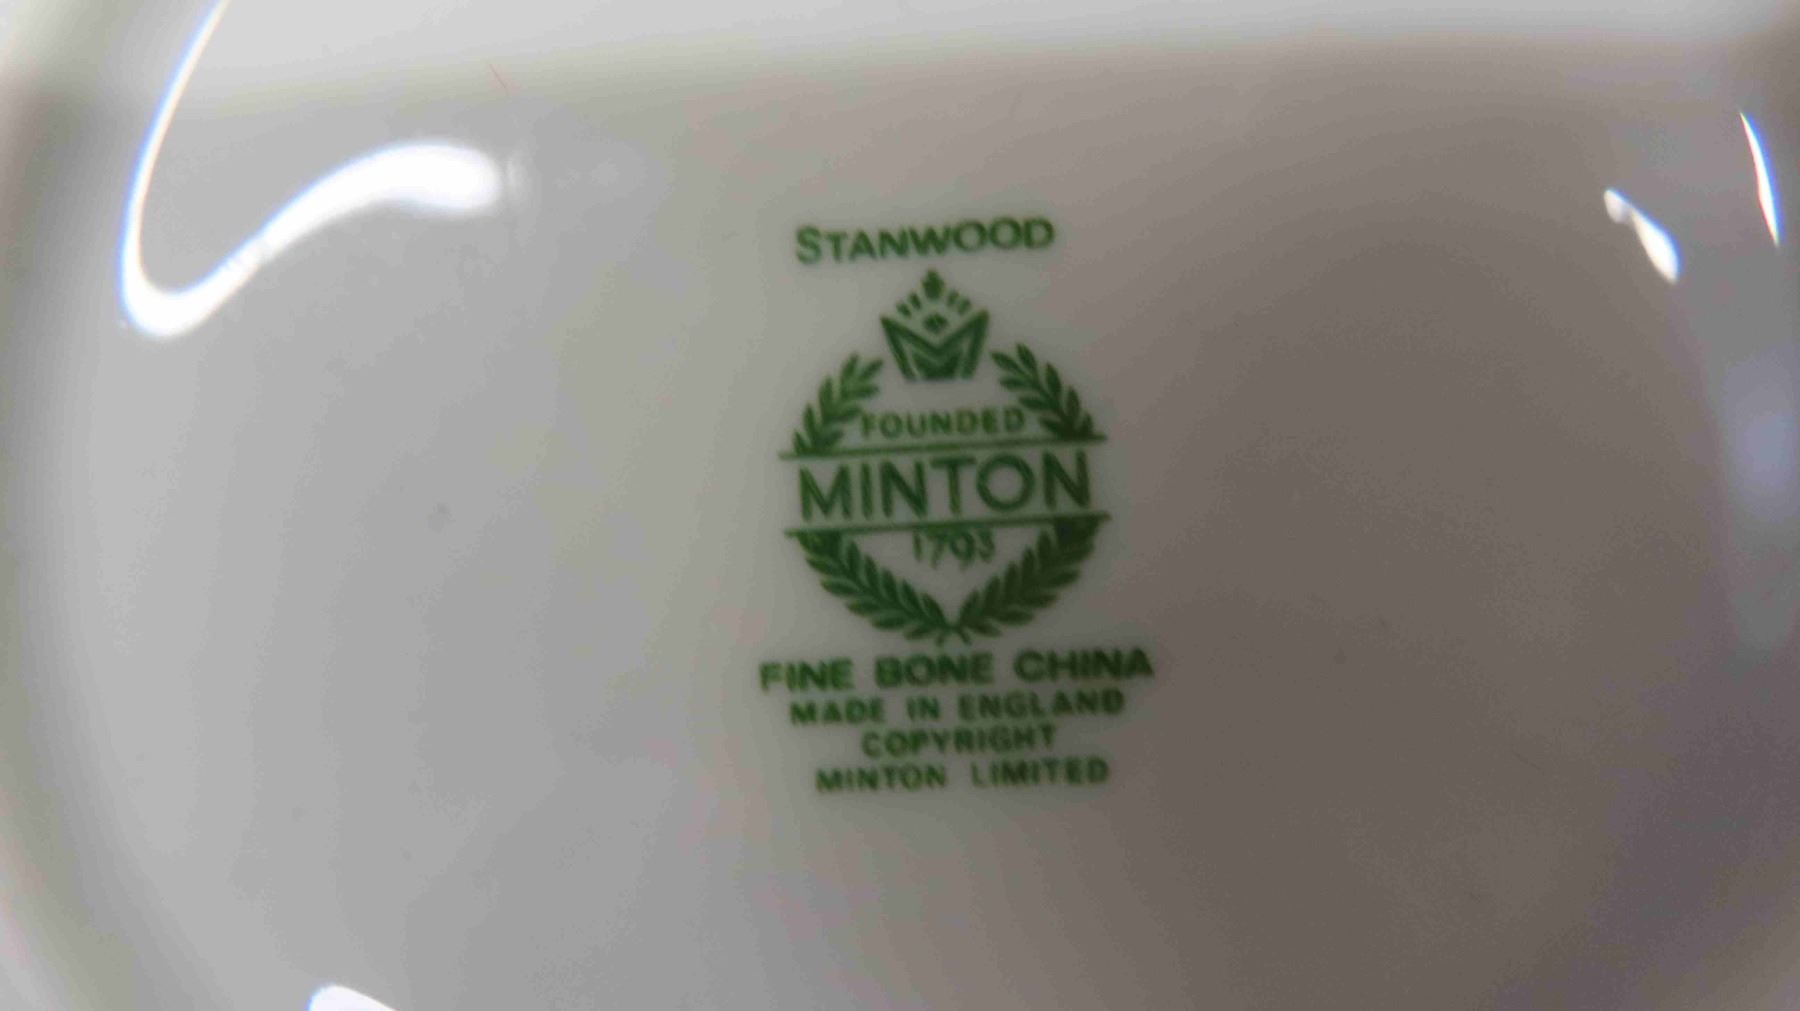 STANWOOD
FOUNDED
MINTON
1793
FINE BONE CHINA
MADE IN ENGLAND
COPYRIGHT
MINTON LIMITED